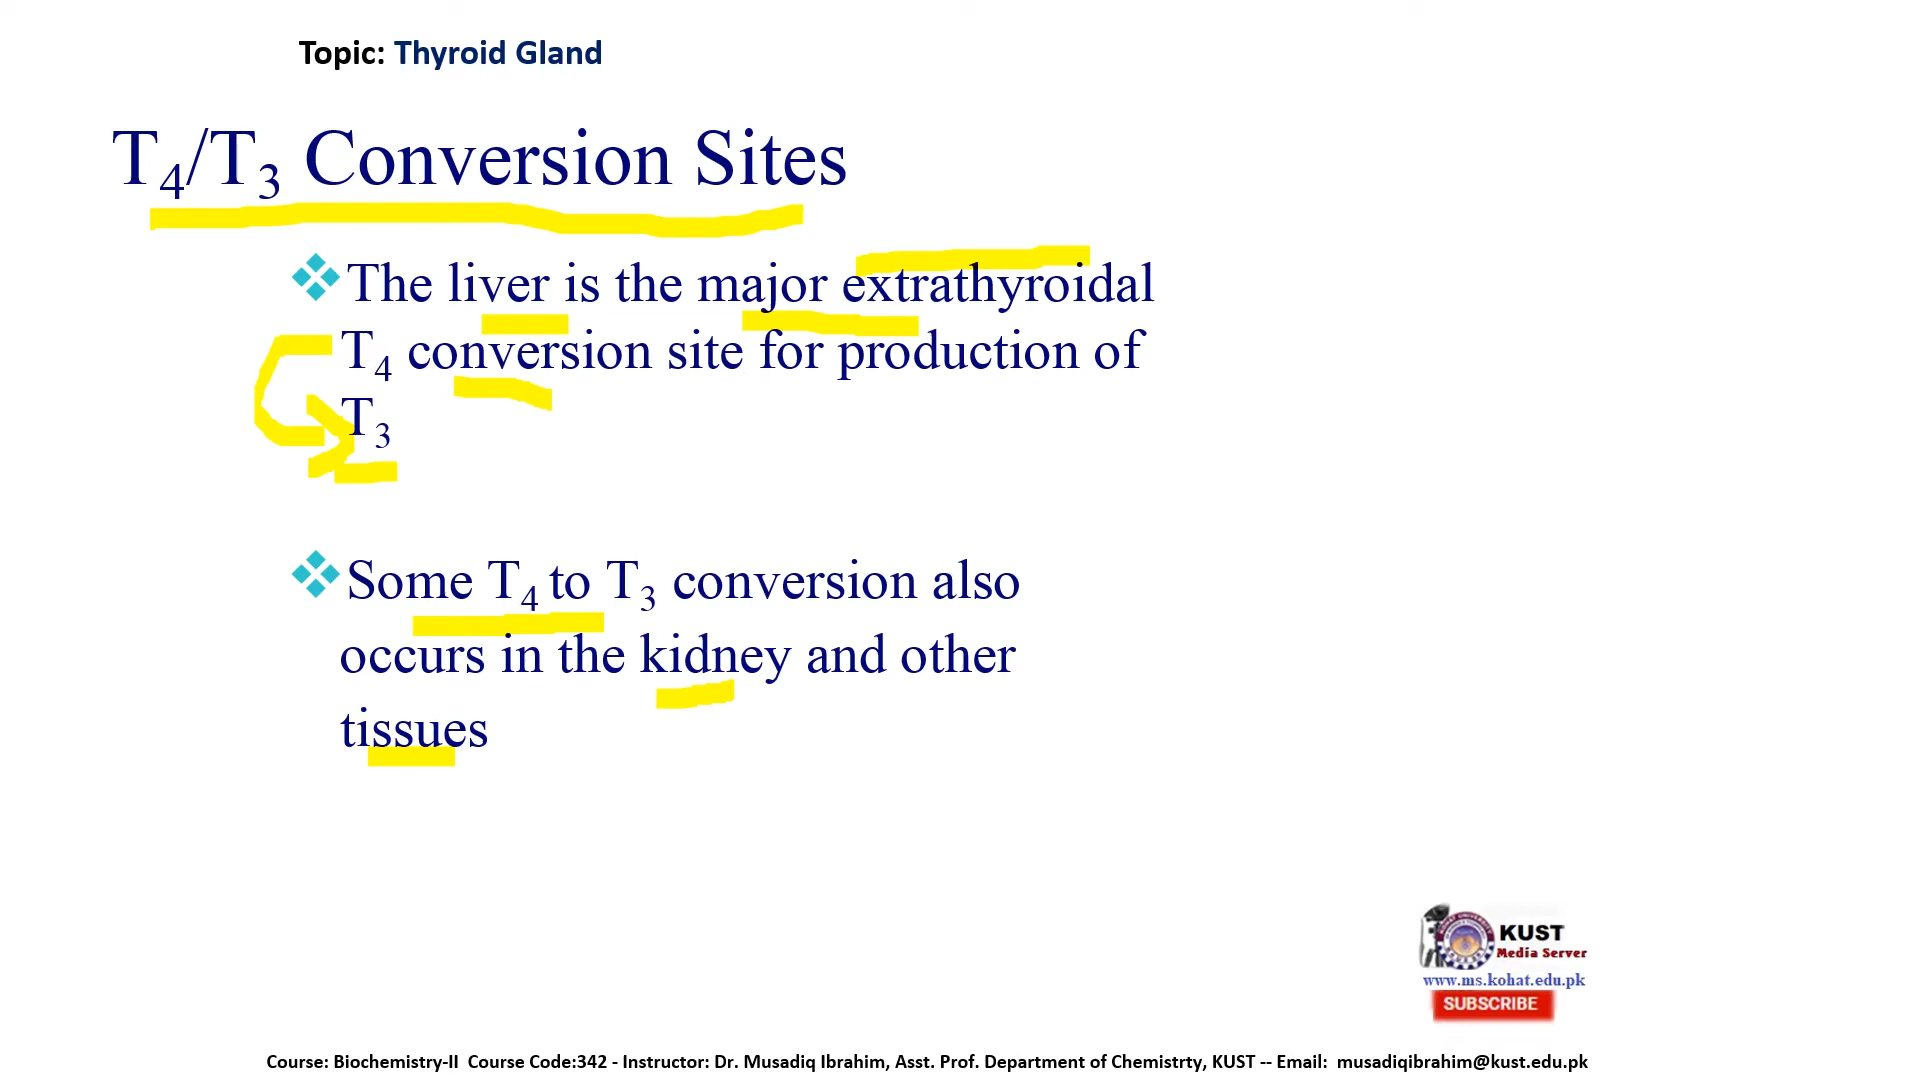 Topic: Thyroid Gland
T4/T3 Conversion Sites
The liver is the major extrathyroidal
T4 conversion site for production of
T3
Some T4 to T3 conversion also
occurs in the kidney and other
tissues
KUST
Media Server
www.ms.kohat.edu.pk
SUBSCRIBE
Course: Biochemistry-II Course Code:342 - Instructor: Dr. Musadiq Ibrahim, Asst. Prof. Department of Chemistrty, KUST -- Email: musadiqibrahim@kust.edu.pk